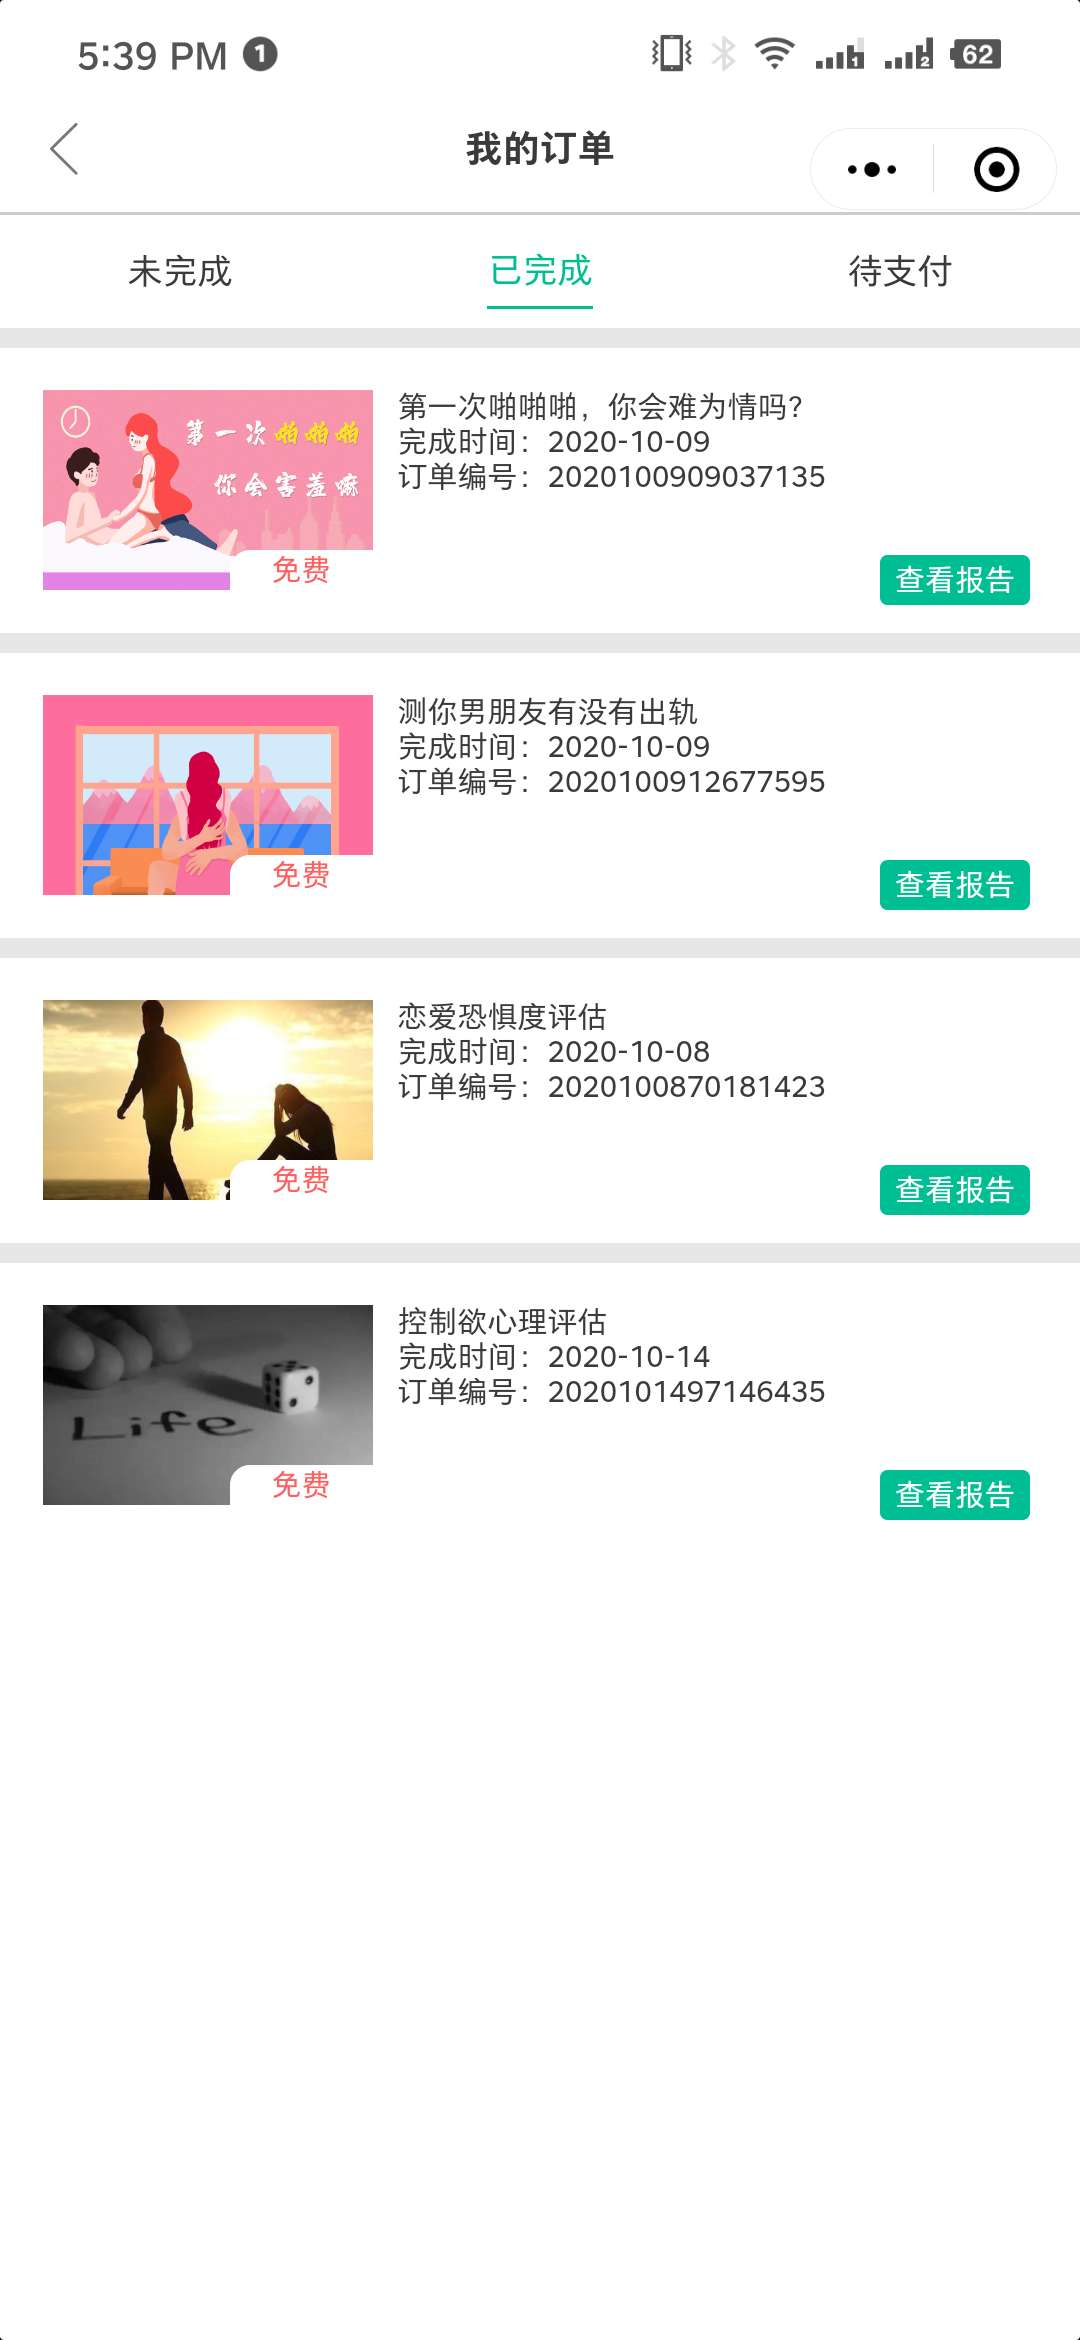 5:39 PM 1
1 2 62
我的订单
未完成 已完成 待支付
第一次啪啪啪
你会害羞嘛
免费
第一次啪啪啪，你会难为情吗?
完成时间：2020-10-09
订单编号：2020100909037135
查看报告
免费
测你男朋友有没有出轨
完成时间：2020-10-09
订单编号：2020100912677595
查看报告
免费
恋爱恐惧度评估
完成时间：2020-10-08
订单编号：2020100870181423
查看报告
Life
免费
控制欲心理评估
完成时间：2020-10-14
订单编号：2020101497146435
查看报告